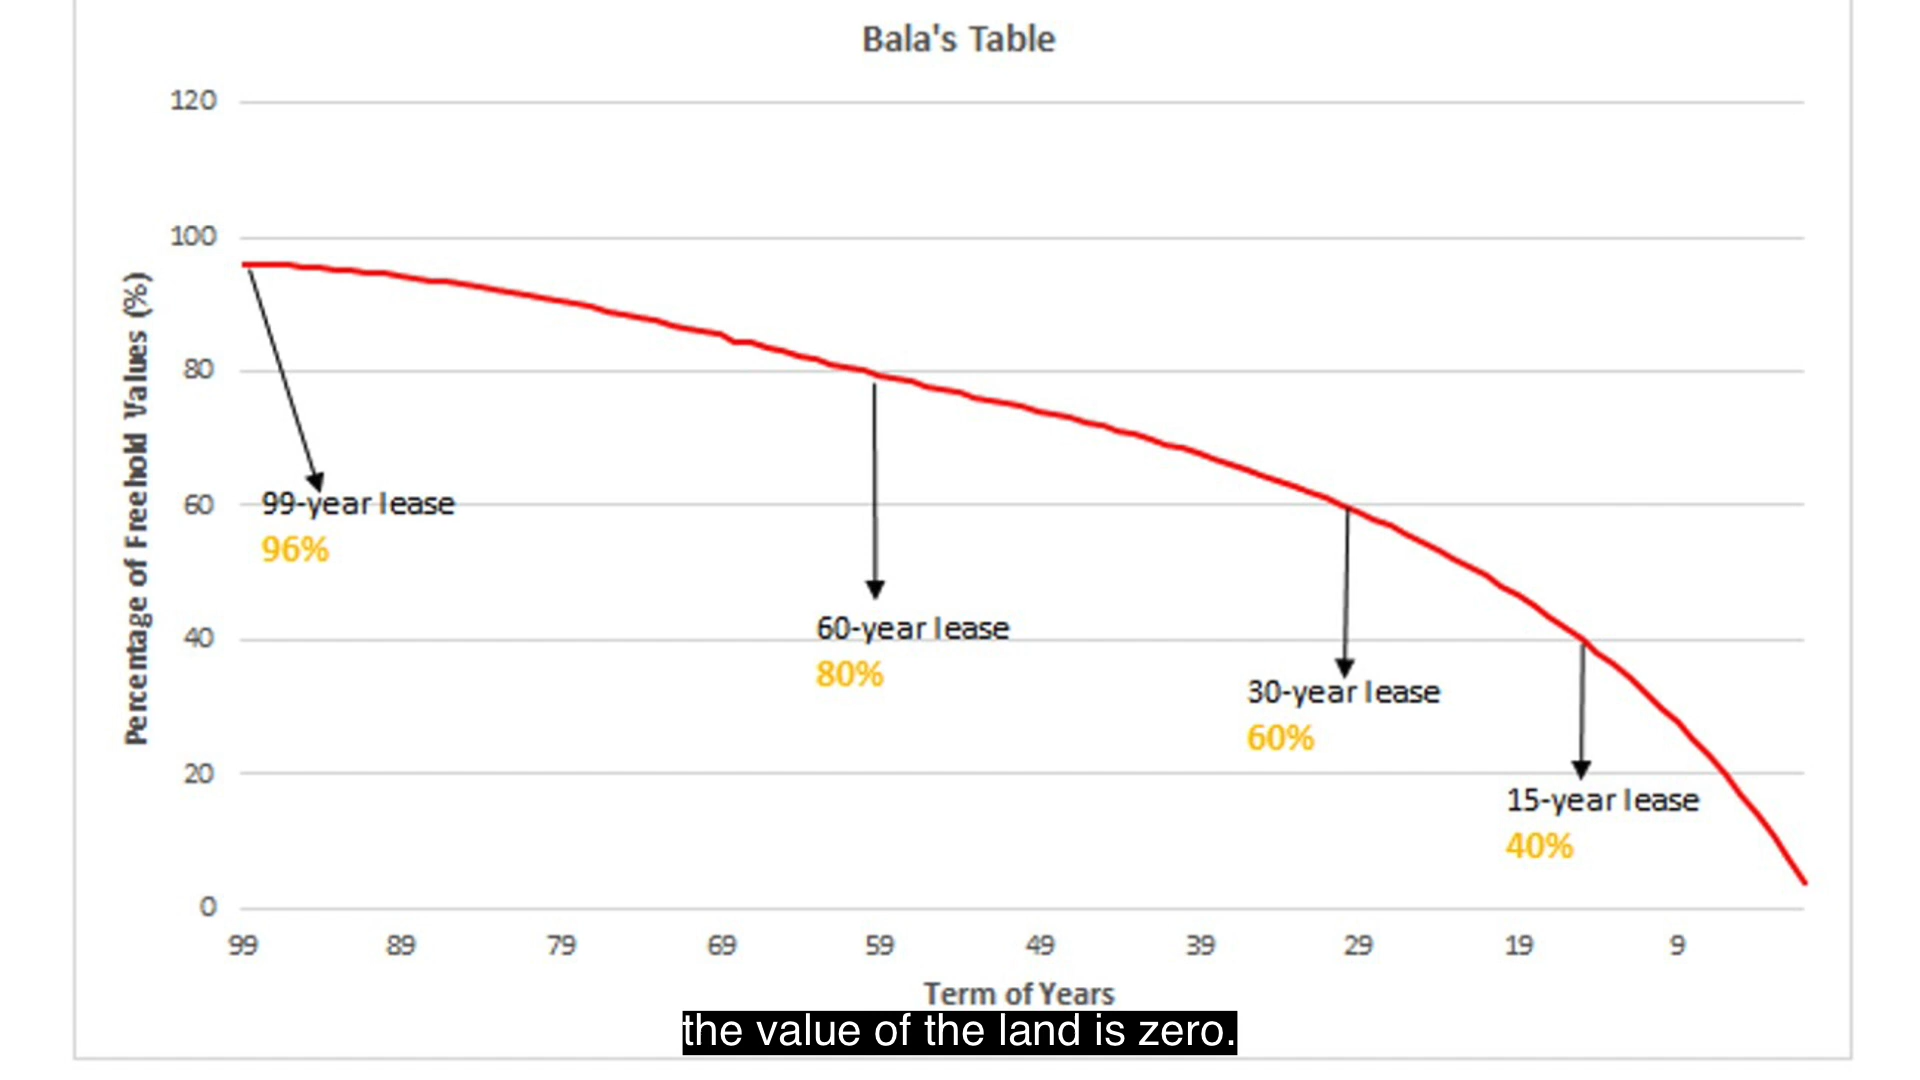 Bala's Table
120
100
80
60
40
20
0
Percentage of Freehold Values (%)
99-year lease
96%
60-year lease
80%
30-year lease
60%
15-year lease
40%
99 89 79 69 59 49 39 29 19 9
Term of Years
the value of the land is zero.